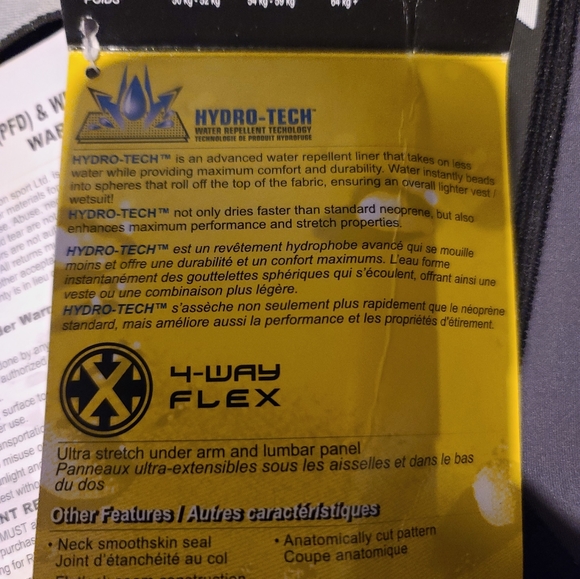 POIDS
HYDRO-TECH™
WATER REPELLENT TECHOLOGY
TECHNOLOGIE DE PRODUIT HYDROFUGE
HYDRO-TECH™ is an advanced water repellent liner that takes on less
water while providing maximum comfort and durability. Water instantly beads
into spheres that roll off the top of the fabric, ensuring an overall lighter vest /
wetsuit!
HYDRO-TECH™ not only dries faster than standard neoprene, but also
enhances maximum performance and stretch properties.
HYDRO-TECH™ est un revêtement hydrophobe avancé qui se mouille
moins et offre une durabilité et un confort maximums. L'eau forme
instantanément des gouttelettes sphériques qui s'écoulent, offrant ainsi une
veste ou une combinaison plus légère.
HYDRO-TECH™ s'assèche non seulement plus rapidement que le néoprène
standard, mais améliore aussi la performance et les propriétés d'étirement.
4-WAY
FLEX
Ultra stretch under arm and lumbar panel
Panneaux ultra-extensibles sous les aisselles et dans le bas
du dos
Other Features / Autres caractéristiques
• Neck smoothskin seal
Joint d'étanchéité au col
• Anatomically cut pattern
Coupe anatomique